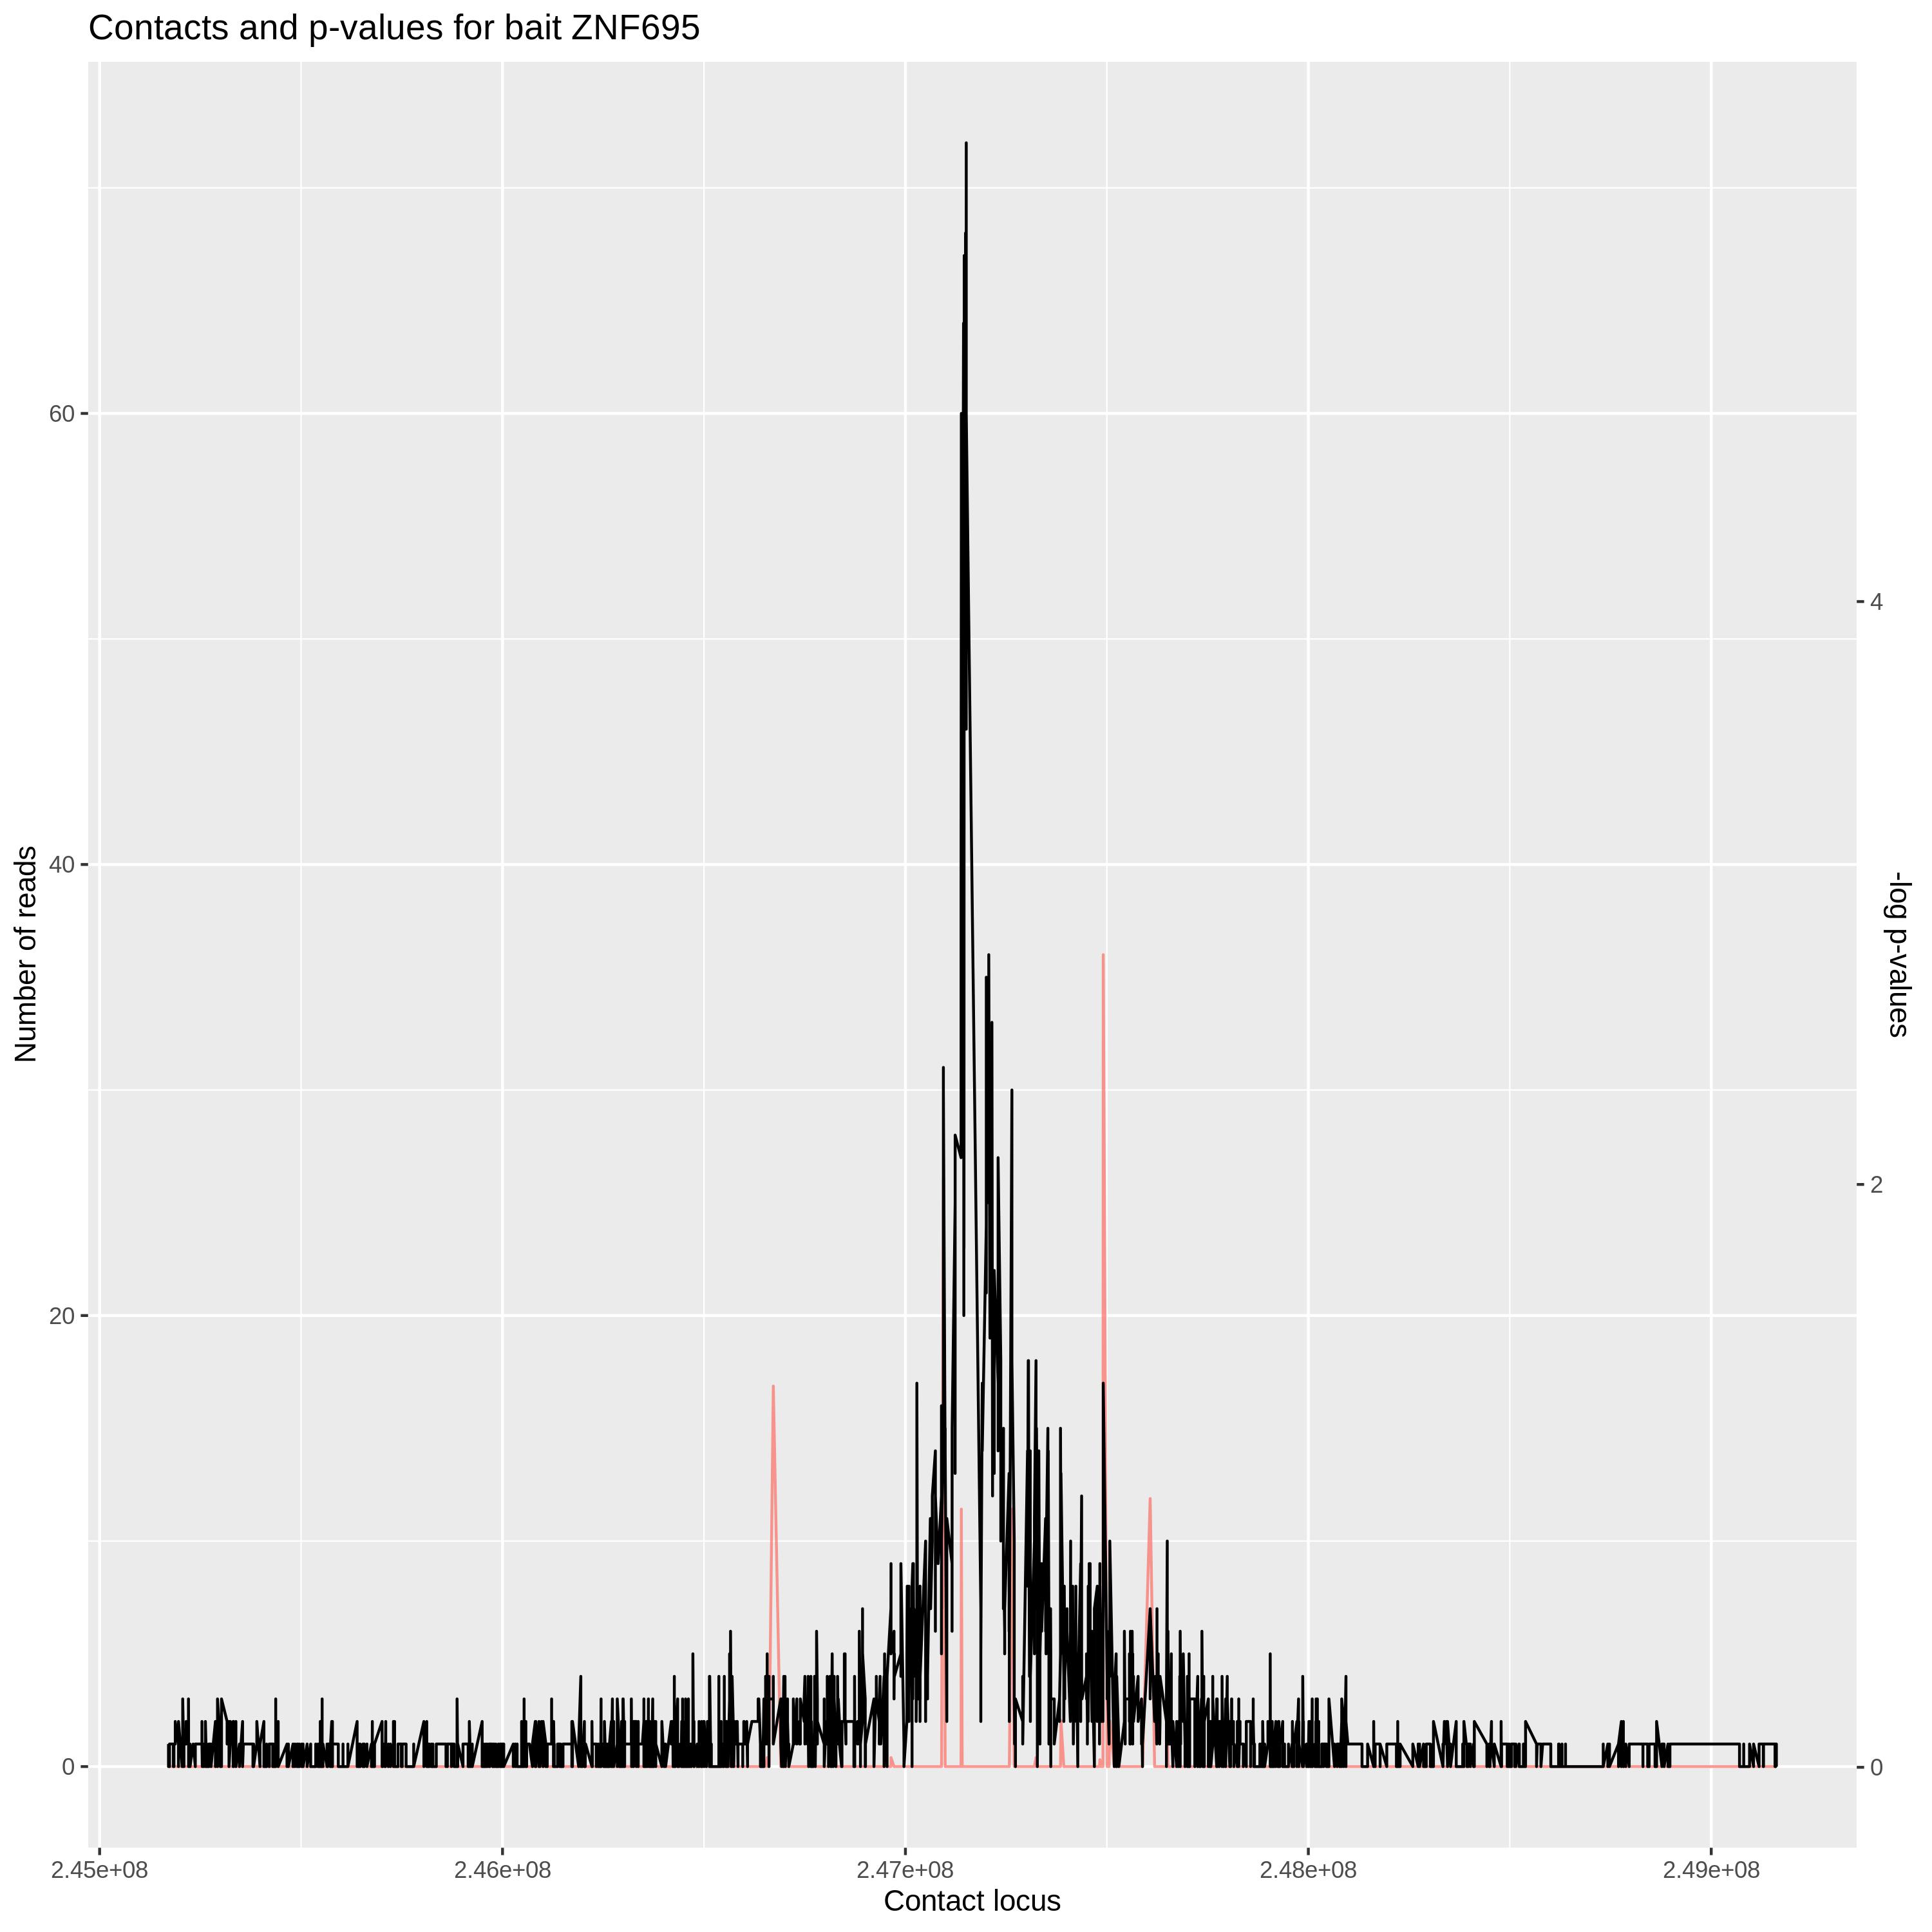 Contacts and p-values for bait ZNF695
Number of reads
60
40
20
0
4
2
0
-log p-values
2.45e+08
2.46e+08
2.47e+08
2.48e+08
2.49e+08
Contact locus